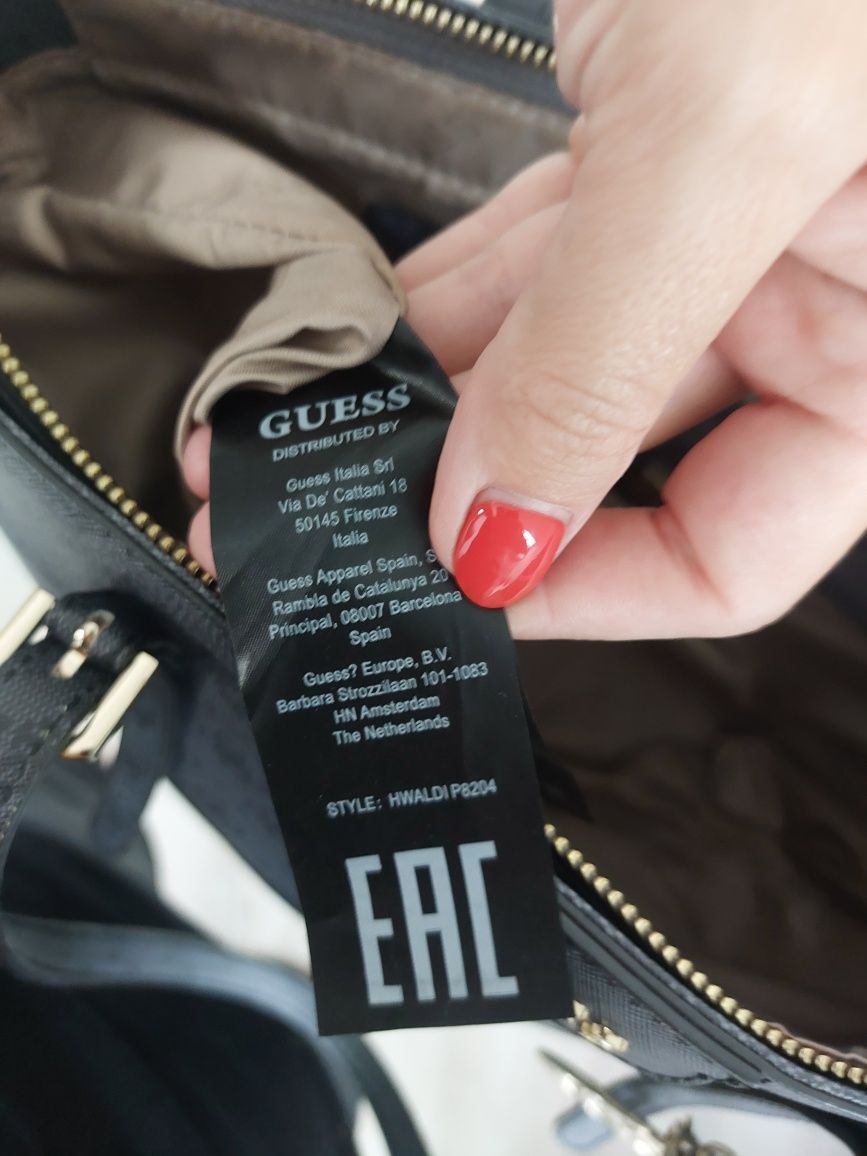 GUESS
DISTRIBUTED BY
Guess Italia Srl
Via De' Cattani 18
50145 Firenze
Italia
Guess Apparel Spain,
Rambla de Catalunya 20
Principal, 08007 Barcelona
Spain
Guess? Europe, B.V.
Barbara Strozzilaan 101-1083
HN Amsterdam
The Netherlands
STYLE: HWALDI P8204
EAC